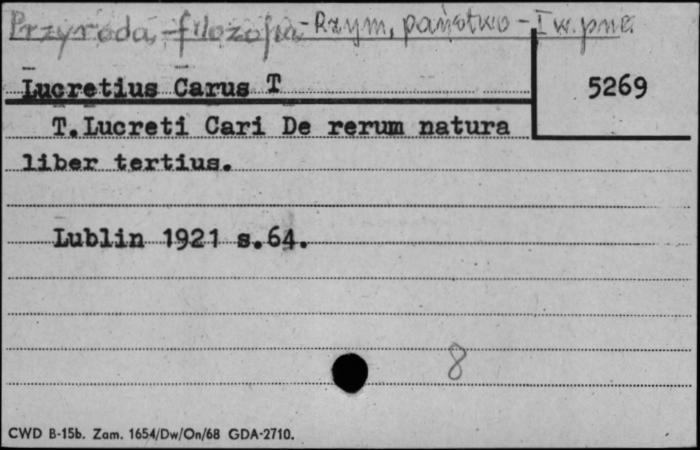 Przyroda, filozofia - Rzym, państwo - I w. pne.
Lucretius Carus T
5269
T.Lucreti Cari De rerum natura
liber tertius.
Lublin 1921 s.64.
8
CWD B-15b. Zam. 1654/Dw/On/68 GDA-2710.